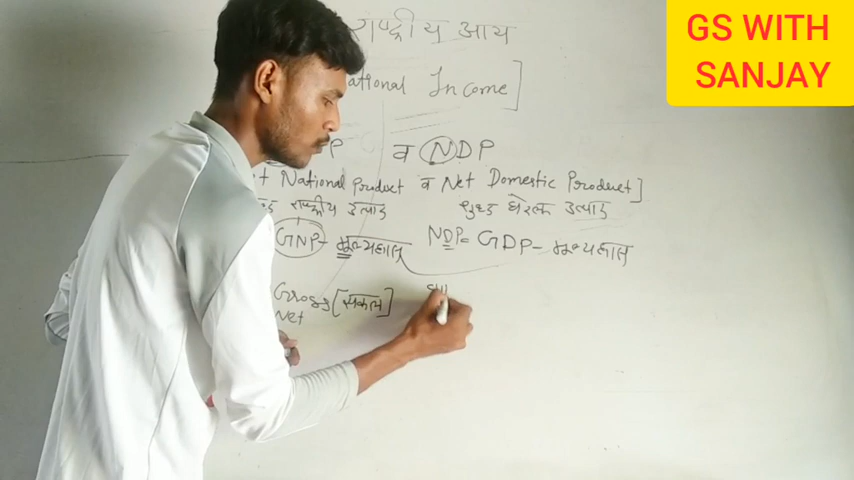 GS WITH
SANJAY
राष्ट्रीय आय
ational Income]
P व NDP
t National Product व Net Domestic Product]
राष्ट्रीय उत्पाद शुद्ध घरेलू उत्पाद
GNP - मूल्यह्रास NDP = GDP - मूल्यह्रास
Gross [सकल]
Net